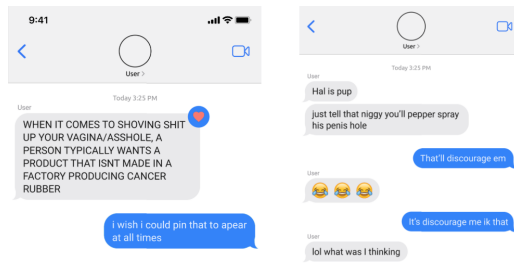 9:41
User >
Today 3:25 PM
User
WHEN IT COMES TO SHOVING SHIT
UP YOUR VAGINA/ASSHOLE, A
PERSON TYPICALLY WANTS A
PRODUCT THAT ISNT MADE IN A
FACTORY PRODUCING CANCER
RUBBER
i wish i could pin that to apear
at all times
User >
Today 3:25 PM
User
Hal is pup
just tell that niggy you'll pepper spray
his penis hole
That'll discourage em
User
😂 😂 😂
It's discourage me ik that
User
lol what was I thinking